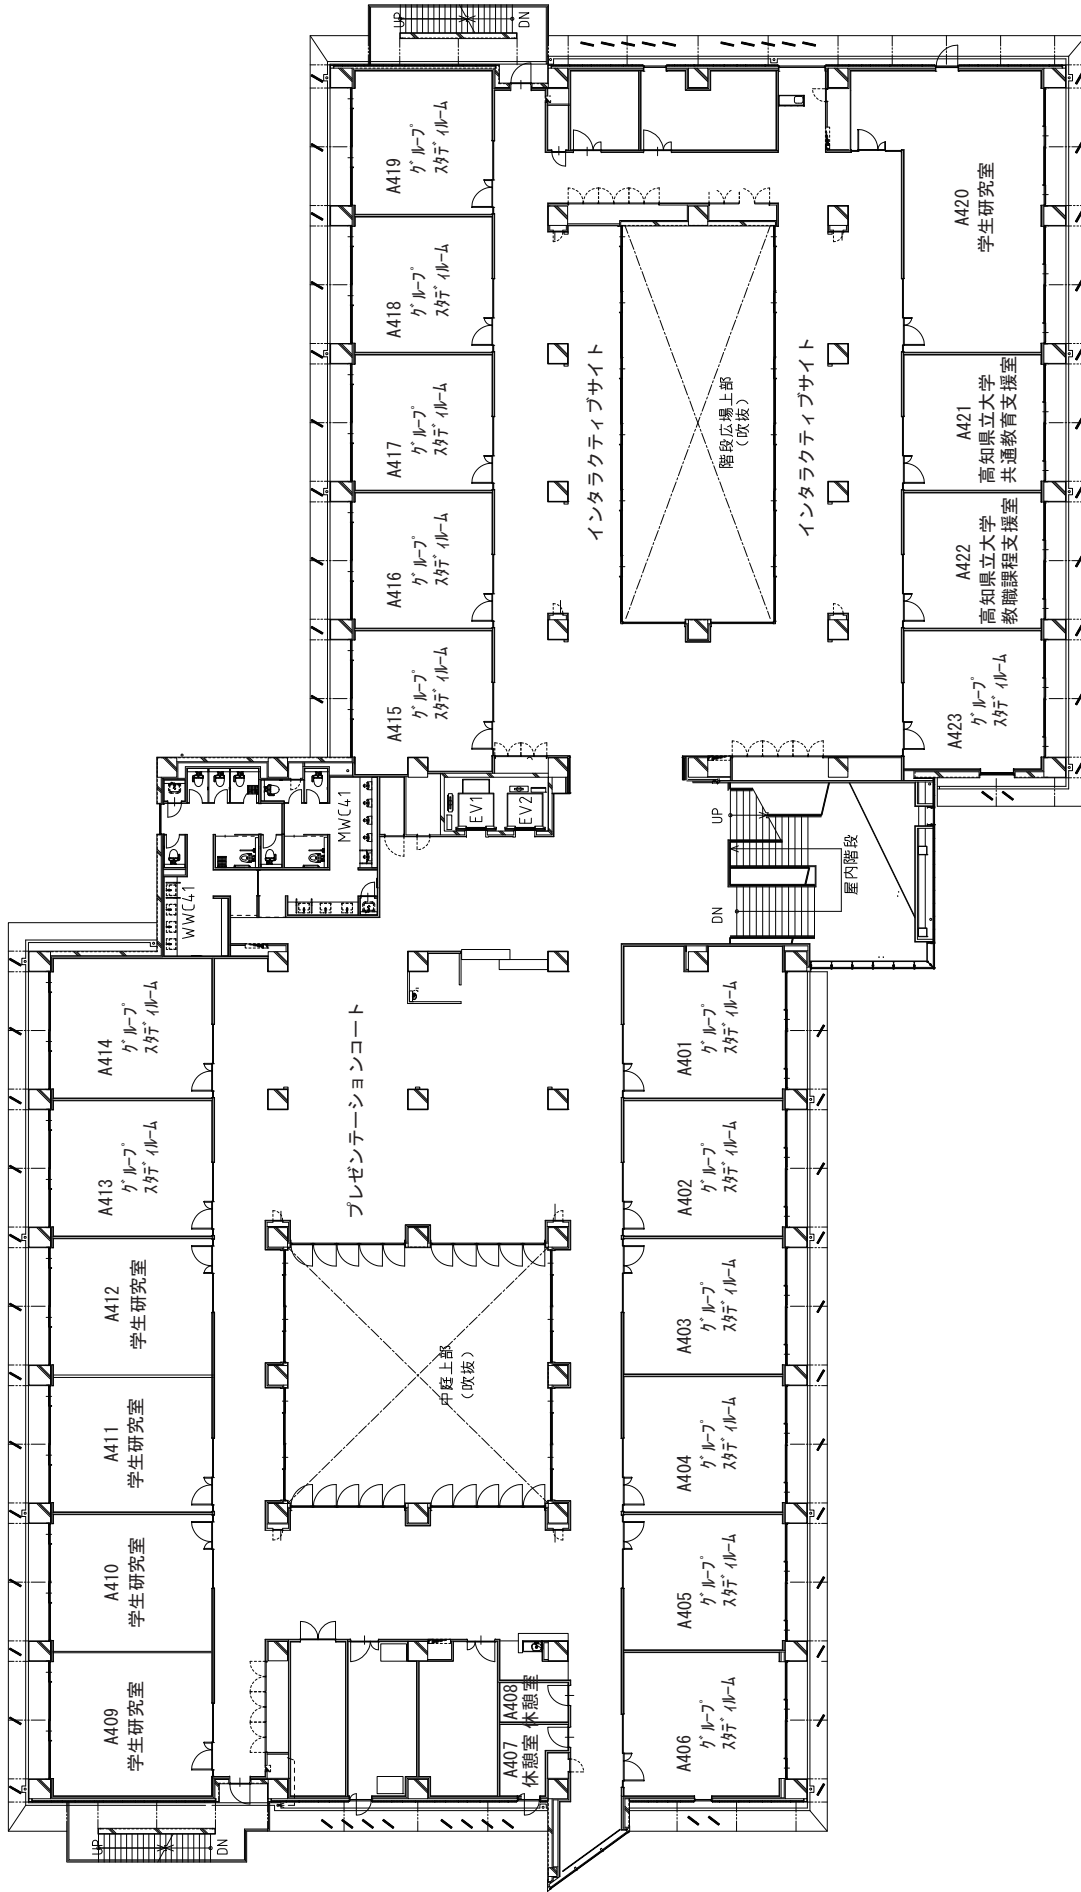 UP
DN
A419
グループ
スタディルーム
A418
グループ
スタディルーム
A417
グループ
スタディルーム
A416
グループ
スタディルーム
A415
グループ
スタディルーム
インタラクティブサイト
階段広場上部
(吹抜)
インタラクティブサイト
A420
学生研究室
A421
高知県立大学
共通教育支援室
A422
高知県立大学
教職課程支援室
A423
グループ
スタディルーム
EV1
EV2
MWC41
WWC41
UP
DN
屋内階段
A414
グループ
スタディルーム
A413
グループ
スタディルーム
A412
学生研究室
A411
学生研究室
A410
学生研究室
A409
学生研究室
プレゼンテーションコート
中庭上部
(吹抜)
A401
グループ
スタディルーム
A402
グループ
スタディルーム
A403
グループ
スタディルーム
A404
グループ
スタディルーム
A405
グループ
スタディルーム
A406
グループ
スタディルーム
A408
休憩室
A407
休憩室
UP
DN